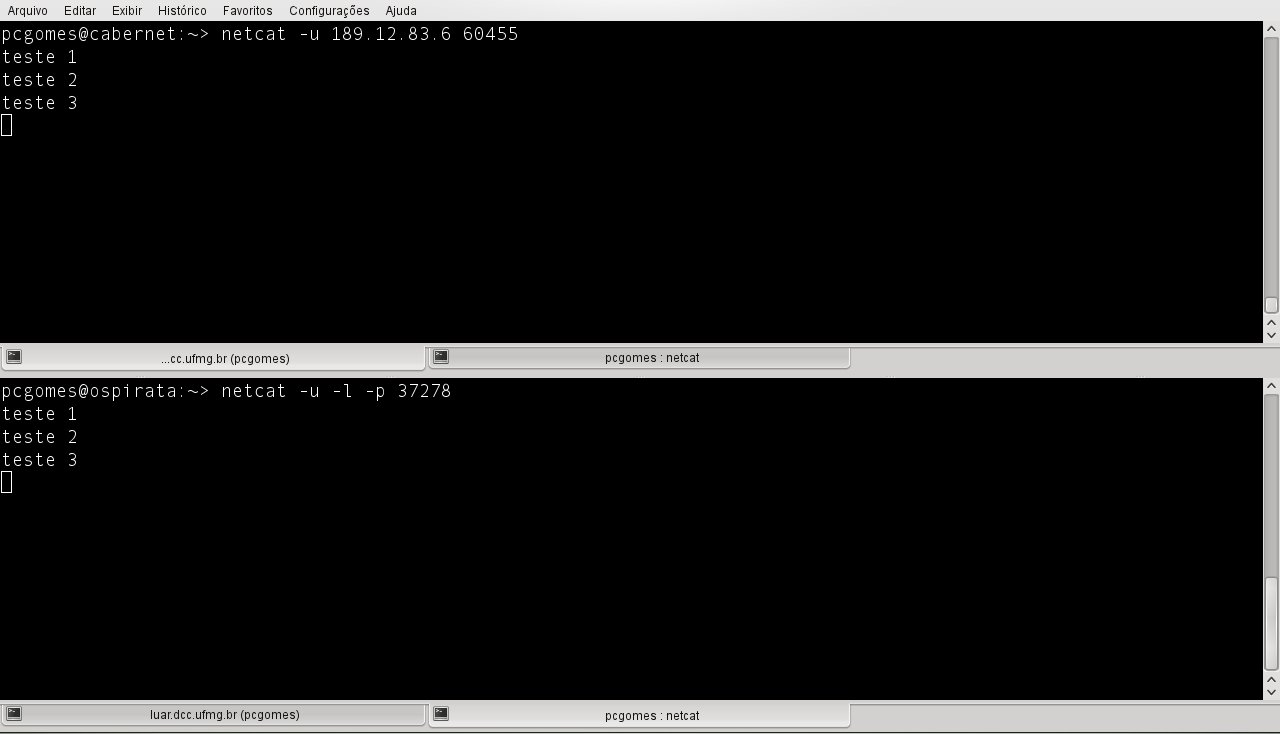 Arquivo Editar Exibir Histórico Favoritos Configurações Ajuda
pcgomes@cabernet:~> netcat -u 189.12.83.6 60455
teste 1
teste 2
teste 3
...cc.ufmg.br (pcgomes) pcgomes : netcat
pcgomes@ospirata:~> netcat -u -l -p 37278
teste 1
teste 2
teste 3
luar.dcc.ufmg.br (pcgomes) pcgomes : netcat